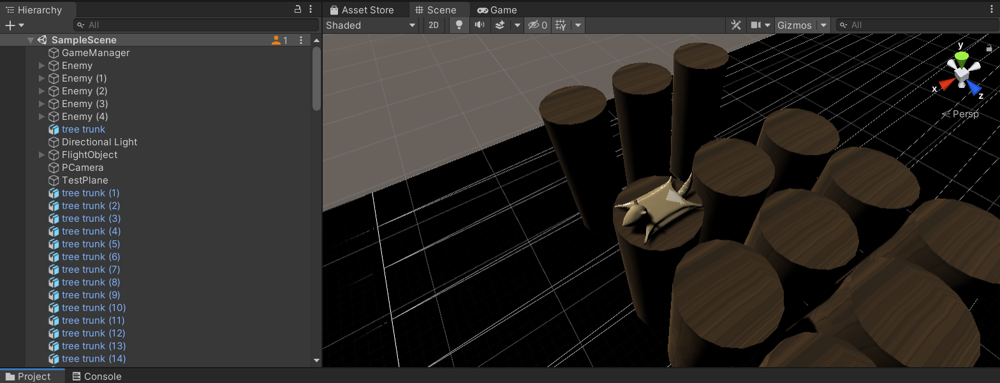 Hierarchy
All
SampleScene 1
GameManager
Enemy
Enemy (1)
Enemy (2)
Enemy (3)
Enemy (4)
tree trunk
Directional Light
FlightObject
PCamera
TestPlane
tree trunk (1)
tree trunk (2)
tree trunk (3)
tree trunk (4)
tree trunk (5)
tree trunk (6)
tree trunk (7)
tree trunk (8)
tree trunk (9)
tree trunk (10)
tree trunk (11)
tree trunk (12)
tree trunk (13)
tree trunk (14)
Asset Store Scene Game
Shaded 2D 0 Gizmos All
y
x
z
Persp
Project Console